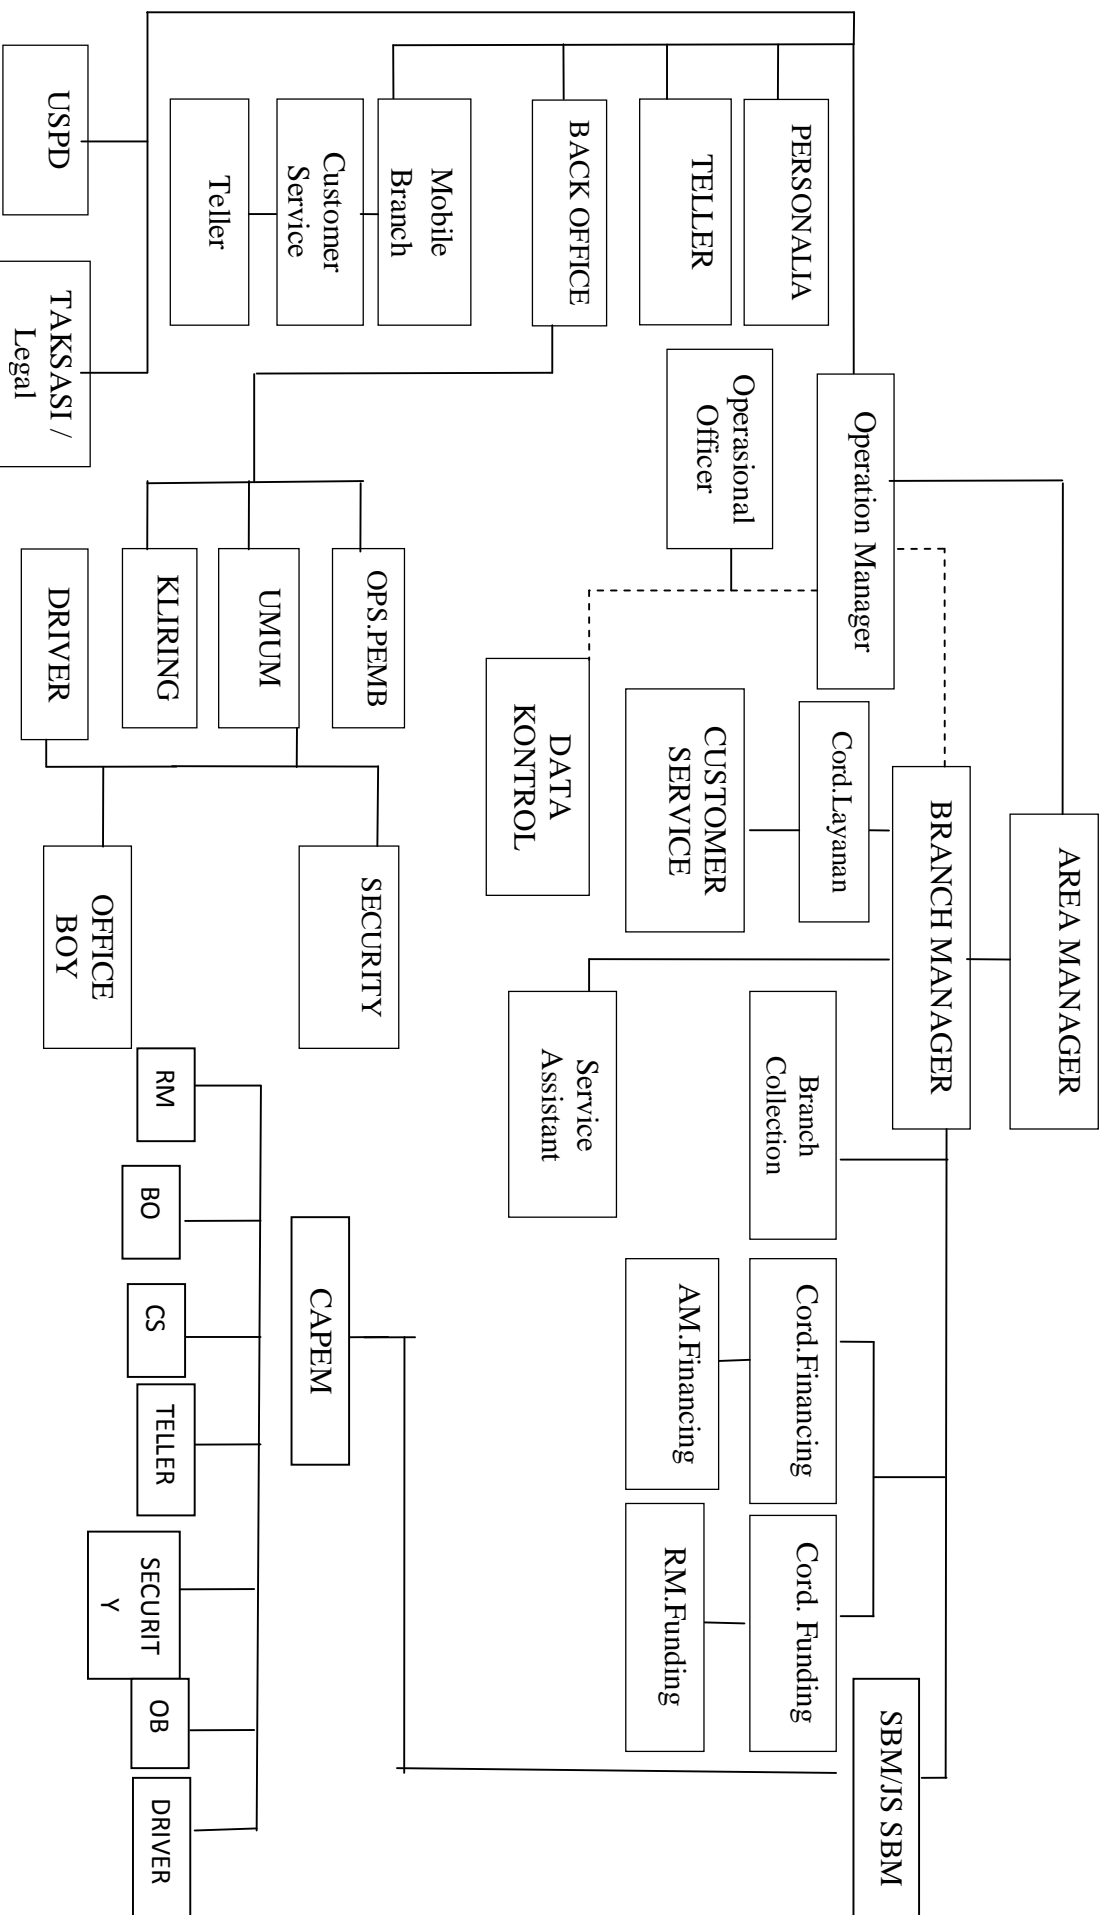 AREA MANAGER
BRANCH MANAGER
Operation Manager
SBM/JS SBM
Cord.Layanan
PERSONALIA
Operasional
Officer
CUSTOMER
SERVICE
Branch
Collection
Cord.Financing
Cord. Funding
TELLER
AM.Financing
RM.Funding
BACK OFFICE
DATA
KONTROL
Service
Assistant
Mobile
Branch
Customer
Service
Teller
OPS.PEMB
UMUM
KLIRING
DRIVER
SECURITY
OFFICE
BOY
CAPEM
USPD
TAKSASI /
Legal
RM
BO
CS
TELLER
SECURIT
Y
OB
DRIVER